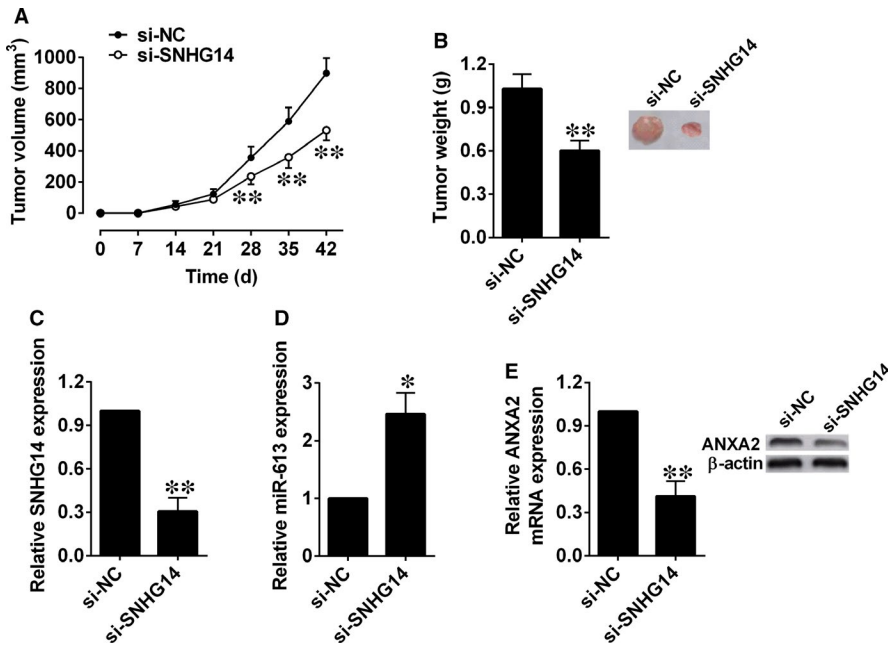 A
si-NC
si-SNHG14
Tumor volume (mm³)
1000
800
600
400
200
0
**
**
**
0 7 14 21 28 35 42
Time (d)
B
Tumor weight (g)
1.2
0.9
0.6
0.3
0.0
**
si-NC
si-SNHG14
si-NC
si-SNHG14
C
Relative SNHG14 expression
1.2
0.9
0.6
0.3
0.0
**
si-NC
si-SNHG14
D
Relative miR-613 expression
3
2
1
0
*
si-NC
si-SNHG14
E
Relative ANXA2
mRNA expression
1.2
0.9
0.6
0.3
0.0
**
si-NC
si-SNHG14
si-NC
si-SNHG14
ANXA2
β-actin